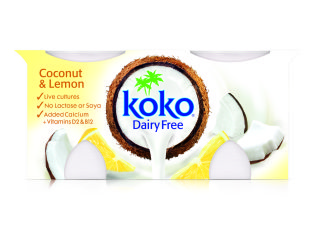 Coconut
& Lemon
✓ Live cultures
✓ No Lactose or Soya
✓ Added Calcium
+ Vitamins D2 & B12
koko
Dairy Free